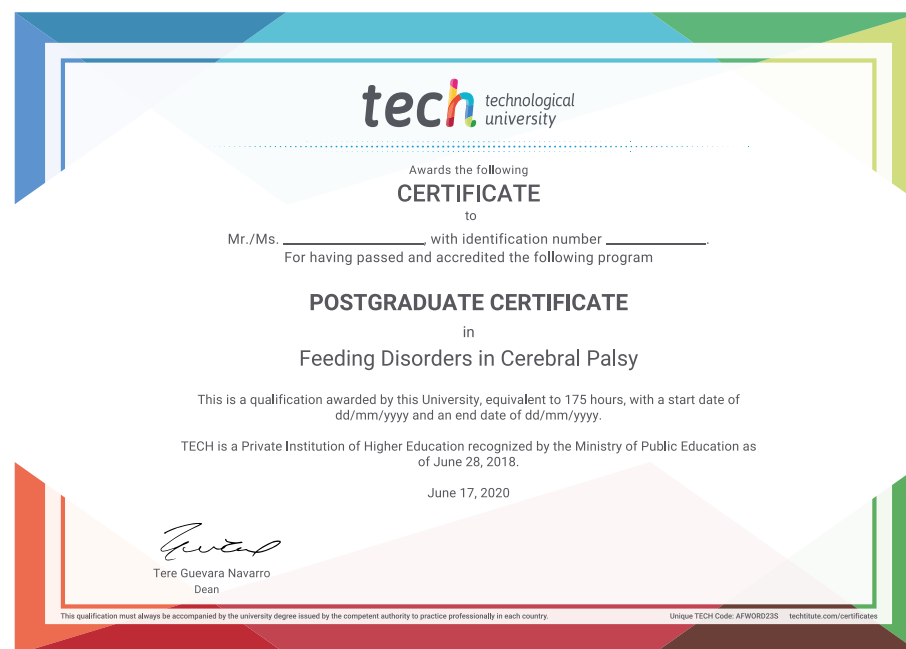 tech technological
university
Awards the following
CERTIFICATE
to
Mr./Ms. ____________________, with identification number ______________.
For having passed and accredited the following program
POSTGRADUATE CERTIFICATE
in
Feeding Disorders in Cerebral Palsy
This is a qualification awarded by this University, equivalent to 175 hours, with a start date of
dd/mm/yyyy and an end date of dd/mm/yyyy.
TECH is a Private Institution of Higher Education recognized by the Ministry of Public Education as
of June 28, 2018.
June 17, 2020
Tere Guevara Navarro
Dean
This qualification must always be accompanied by the university degree issued by the competent authority to practice professionally in each country.
Unique TECH Code: AFWORD23S techtitute.com/certificates